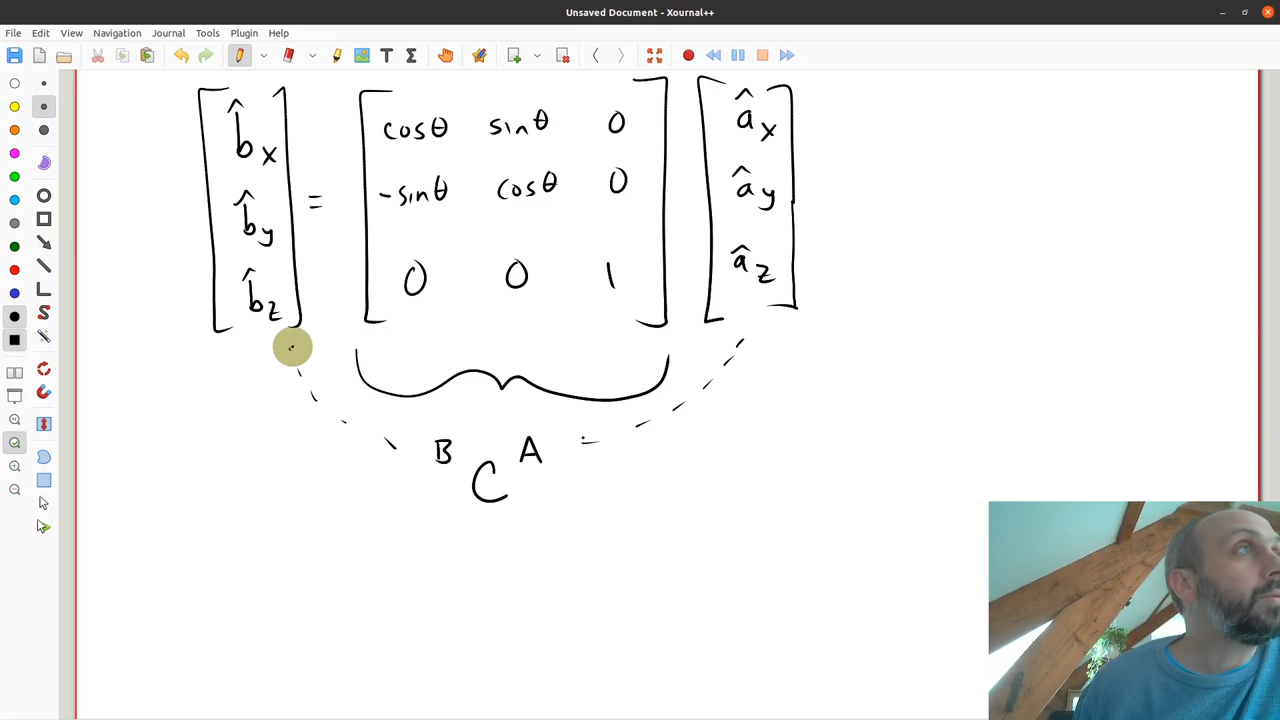 Unsaved Document - Xournal++
File Edit View Navigation Journal Tools Plugin Help
b̂x = cosθ sinθ 0 âx
b̂y -sinθ cosθ 0 ây
b̂z 0 0 1 âz
B C A